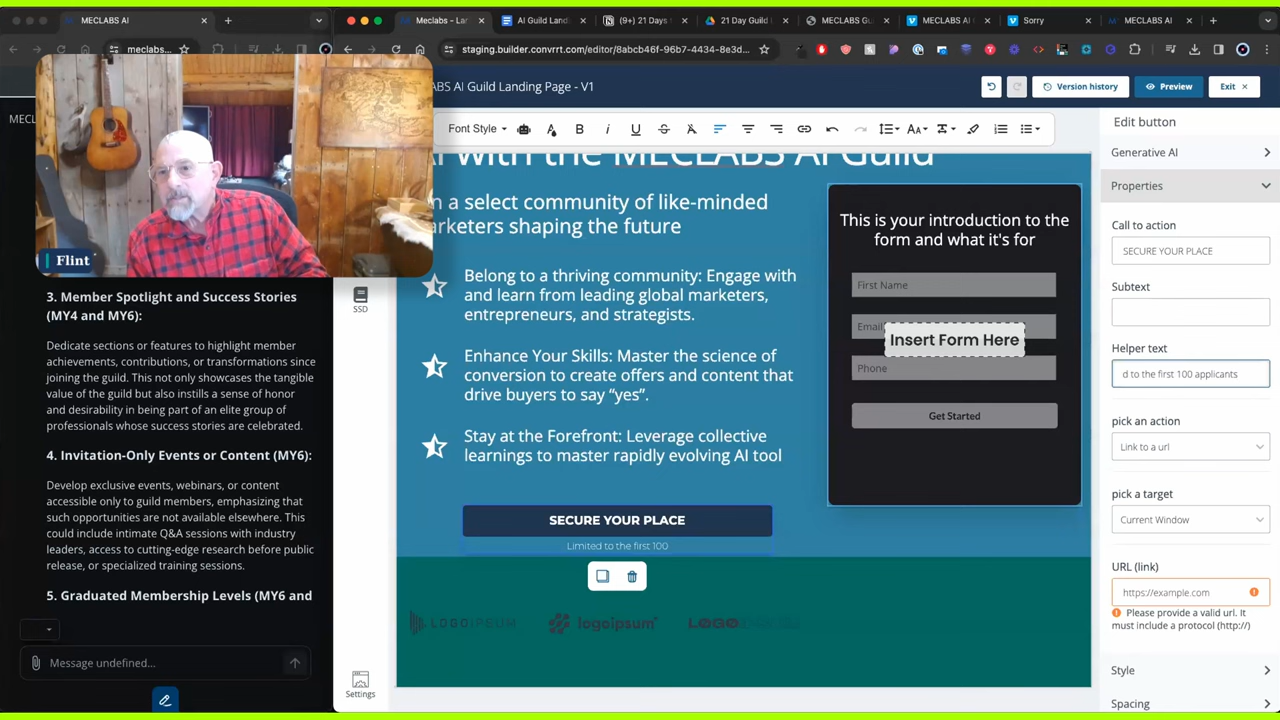 MECLABS AI
Meclabs - La
AI Guild Landi
(9+) 21 Days
21 Day Guild
MECLABS Gu
MECLABS AI
Sorry
MECLABS AI
meclabs...
staging.builder.convrrt.com/editor/8abcb46f-96b7-4434-8e3d...
ABS AI Guild Landing Page - V1
Version history
Preview
Exit
MEC
Flint
3. Member Spotlight and Success Stories
(MY4 and MY6):
Dedicate sections or features to highlight member
achievements, contributions, or transformations since
joining the guild. This not only showcases the tangible
value of the guild but also instills a sense of honor
and desirability in being part of an elite group of
professionals whose success stories are celebrated.
4. Invitation-Only Events or Content (MY6):
Develop exclusive events, webinars, or content
accessible only to guild members, emphasizing that
such opportunities are not available elsewhere. This
could include intimate Q&A sessions with industry
leaders, access to cutting-edge research before public
release, or specialized training sessions.
5. Graduated Membership Levels (MY6 and
Message undefined...
SSD
Settings
Font Style
AI with the MECLABS AI Guild
n a select community of like-minded
arketers shaping the future
Belong to a thriving community: Engage with
and learn from leading global marketers,
entrepreneurs, and strategists.
Enhance Your Skills: Master the science of
conversion to create offers and content that
drive buyers to say “yes”.
Stay at the Forefront: Leverage collective
learnings to master rapidly evolving AI tool
SECURE YOUR PLACE
Limited to the first 100
LOGOIPSUM
logoipsum
LOGO
This is your introduction to the
form and what it's for
First Name
Email
Insert Form Here
Phone
Get Started
Edit button
Generative AI
Properties
Call to action
SECURE YOUR PLACE
Subtext
Helper text
d to the first 100 applicants
pick an action
Link to a url
pick a target
Current Window
URL (link)
https://example.com
Please provide a valid url. It
must include a protocol (http://)
Style
Spacing